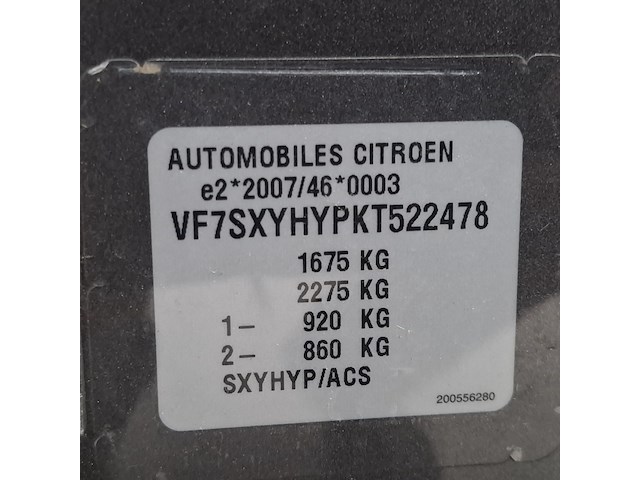 AUTOMOBILES CITROEN
e2*2007/46*0003
VF7SXYHYPKT522478
1675 KG
2275 KG
1– 920 KG
2– 860 KG
SXYHYP/ACS
200556280